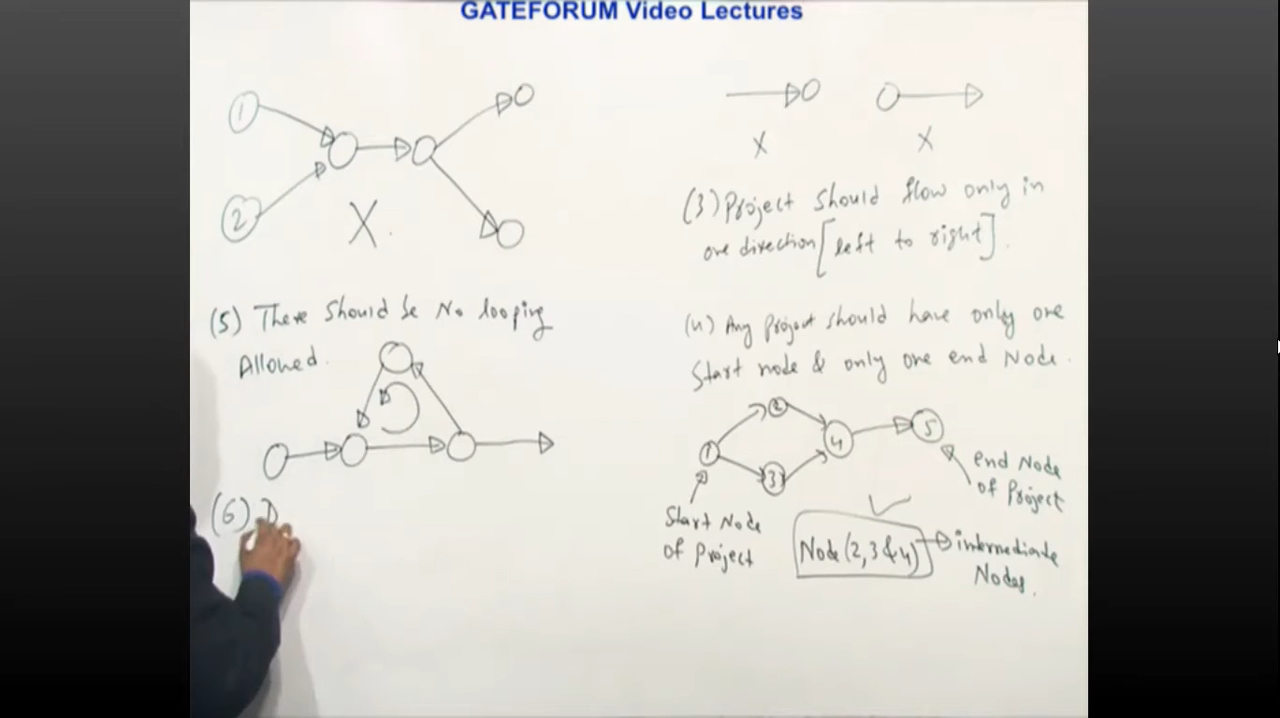 GATEFORUM Video Lectures
1
2
X
(5) There should be No looping
Allowed.
(6) D
X
X
(3) Project should flow only in
one direction [left to right].
(4) Any project should have only one
Start node & only one end Node.
1
2
3
4
5
Start Node
of Project
end Node
of Project
Node (2, 3 & 4)
intermediate
Nodes.